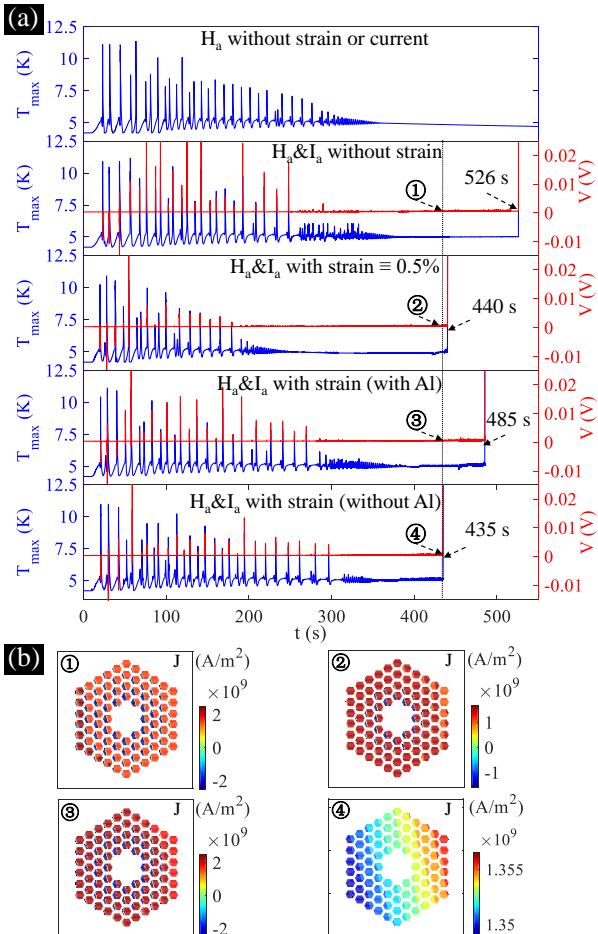 (a)
12.5
10
7.5
5
T_max (K)
H_a without strain or current
12.5
10
7.5
5
T_max (K)
H_a&I_a without strain
①
526 s
0.02
0.01
0
-0.01
V (V)
12.5
10
7.5
5
T_max (K)
H_a&I_a with strain ≡ 0.5%
②
440 s
0.02
0.01
0
-0.01
V (V)
12.5
10
7.5
5
T_max (K)
H_a&I_a with strain (with Al)
③
485 s
0.02
0.01
0
-0.01
V (V)
12.5
10
7.5
5
T_max (K)
H_a&I_a with strain (without Al)
④
435 s
0.02
0.01
0
-0.01
V (V)
0 100 200 300 400 500
t (s)
(b)
① J (A/m²)
×10⁹
2
0
-2
② J (A/m²)
×10⁹
1
0
-1
③ J (A/m²)
×10⁹
2
0
-2
④ J (A/m²)
×10⁹
1.355
1.35